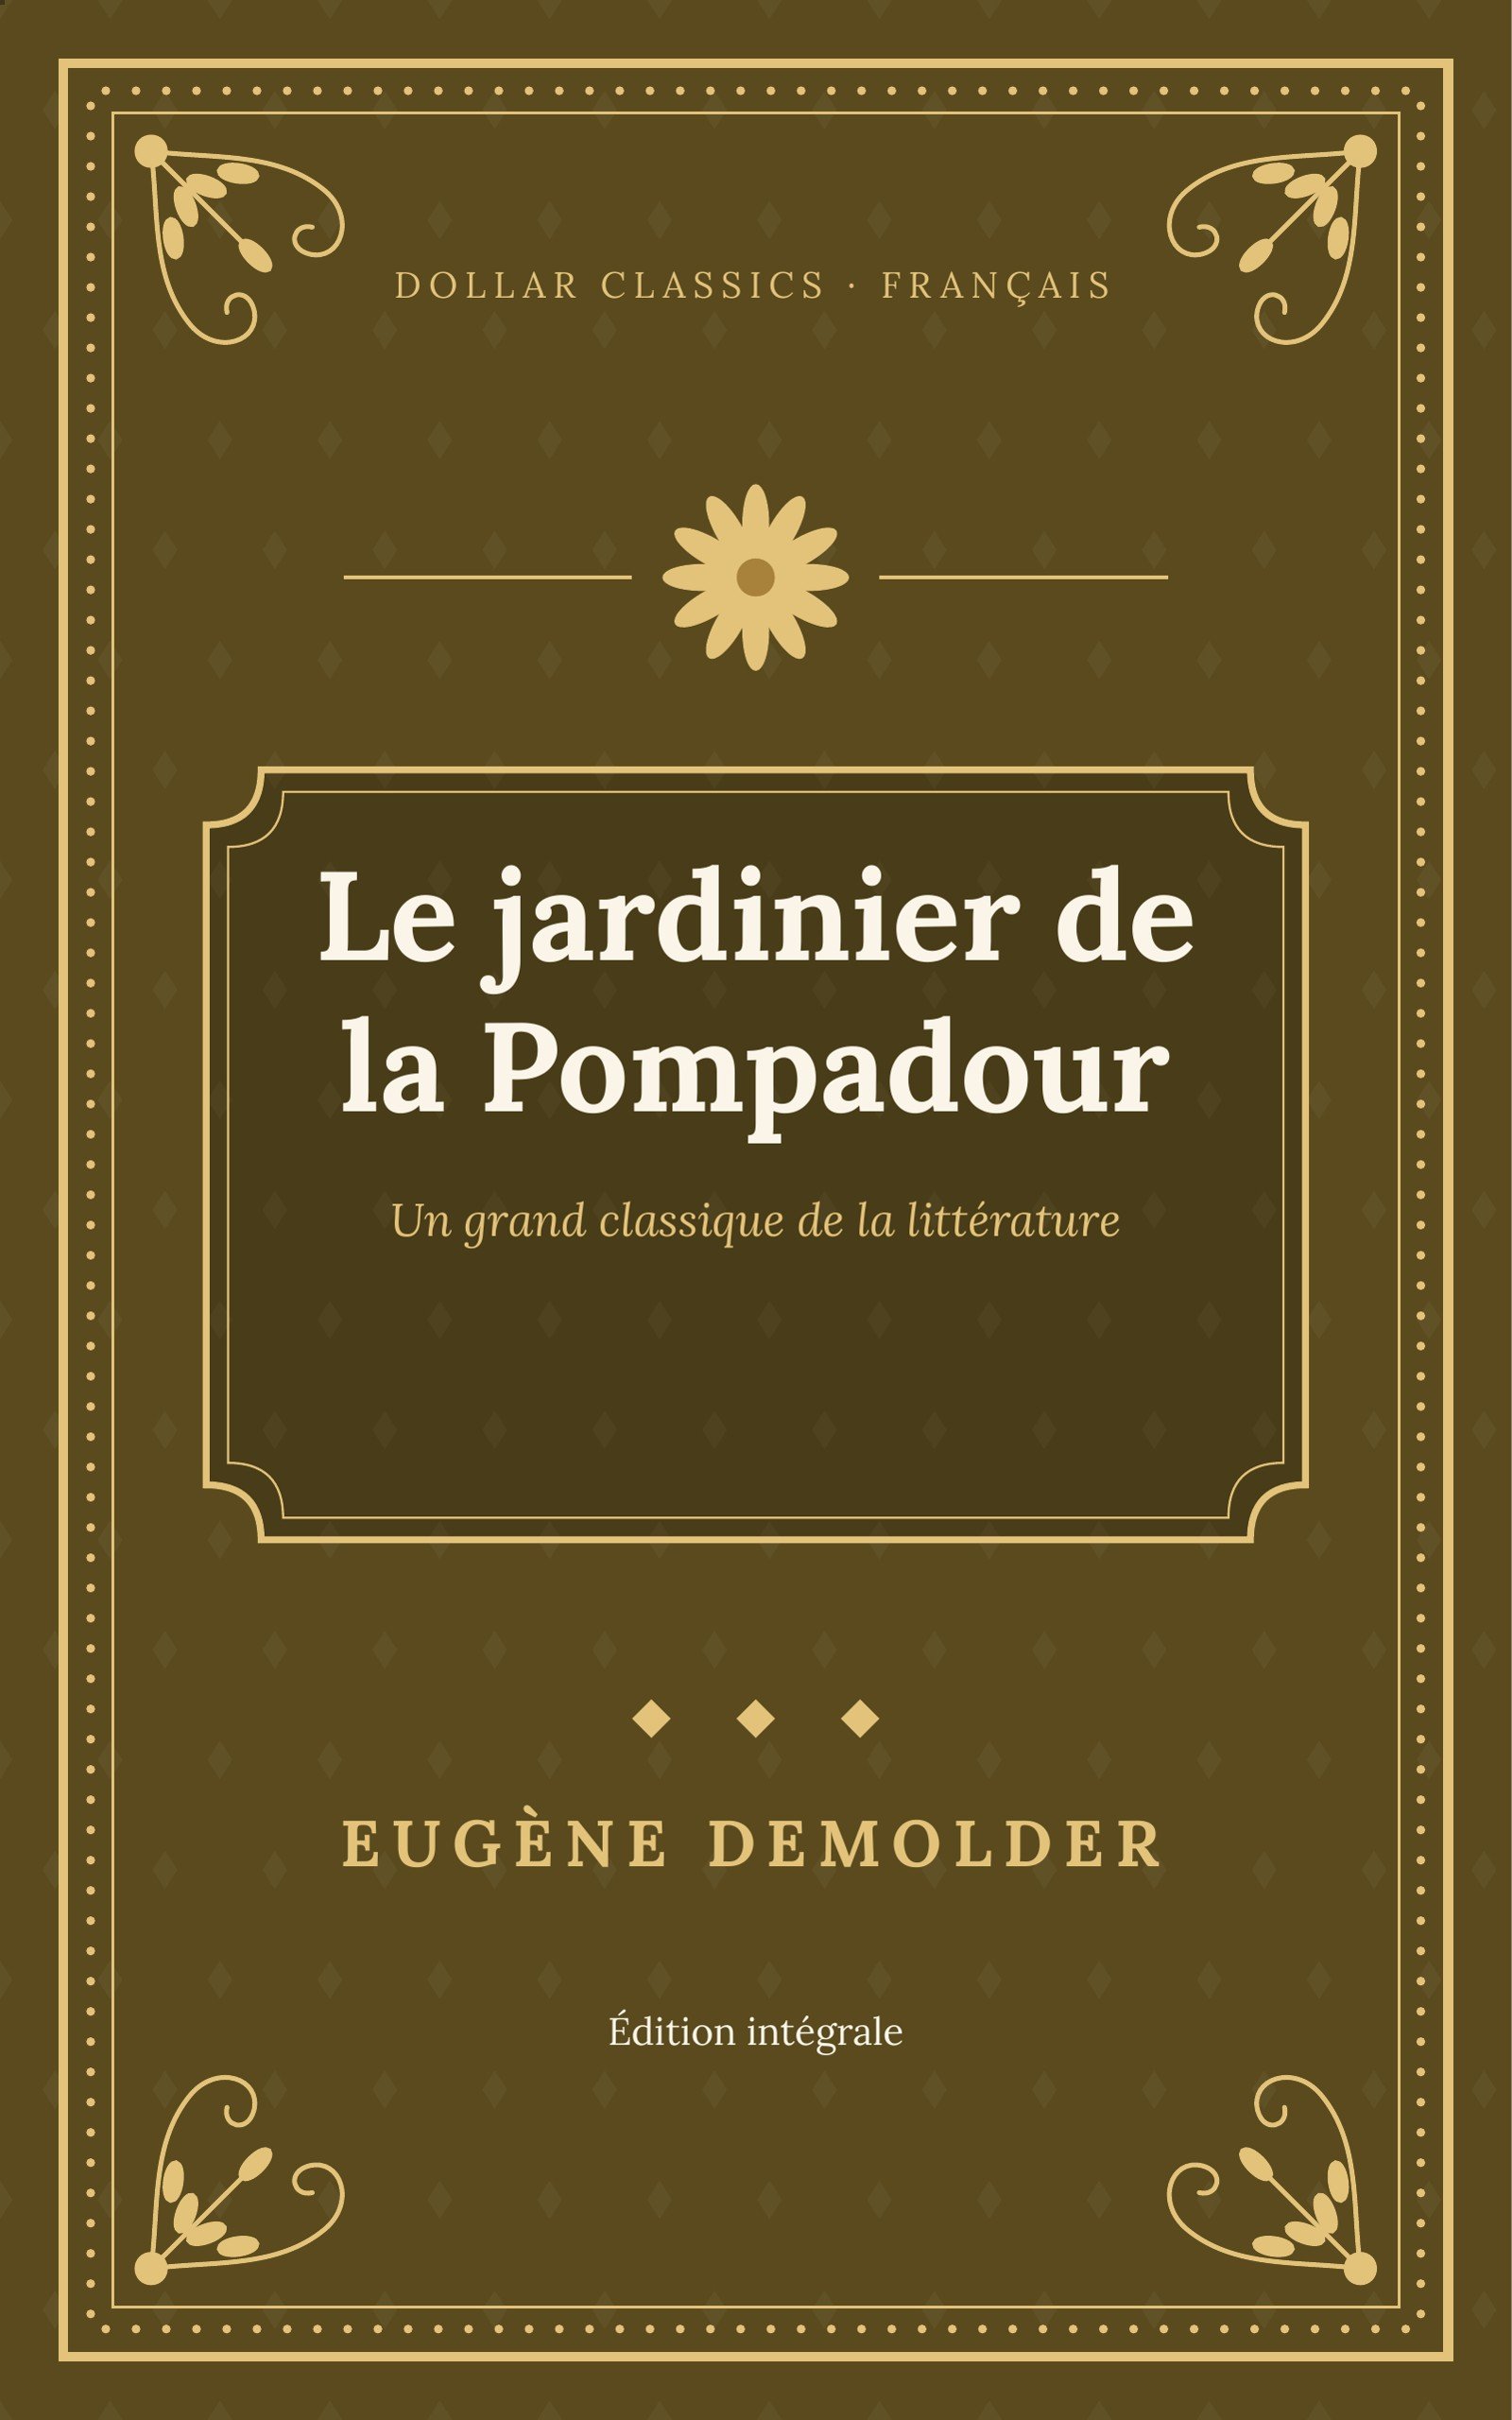 DOLLAR CLASSICS · FRANÇAIS
Le jardinier de
la Pompadour
Un grand classique de la littérature
EUGÈNE DEMOLDER
Édition intégrale